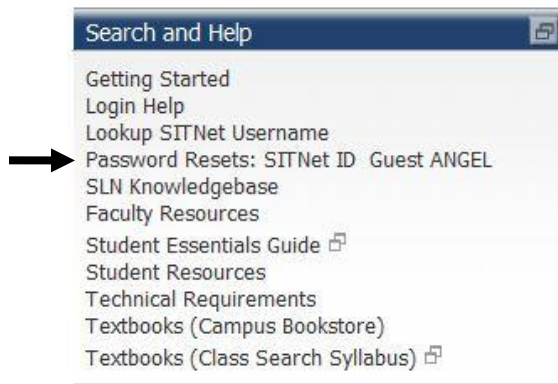 Search and Help
Getting Started
Login Help
Lookup SITNet Username
Password Resets: SITNet ID  Guest ANGEL
SLN Knowledgebase
Faculty Resources
Student Essentials Guide
Student Resources
Technical Requirements
Textbooks (Campus Bookstore)
Textbooks (Class Search Syllabus)